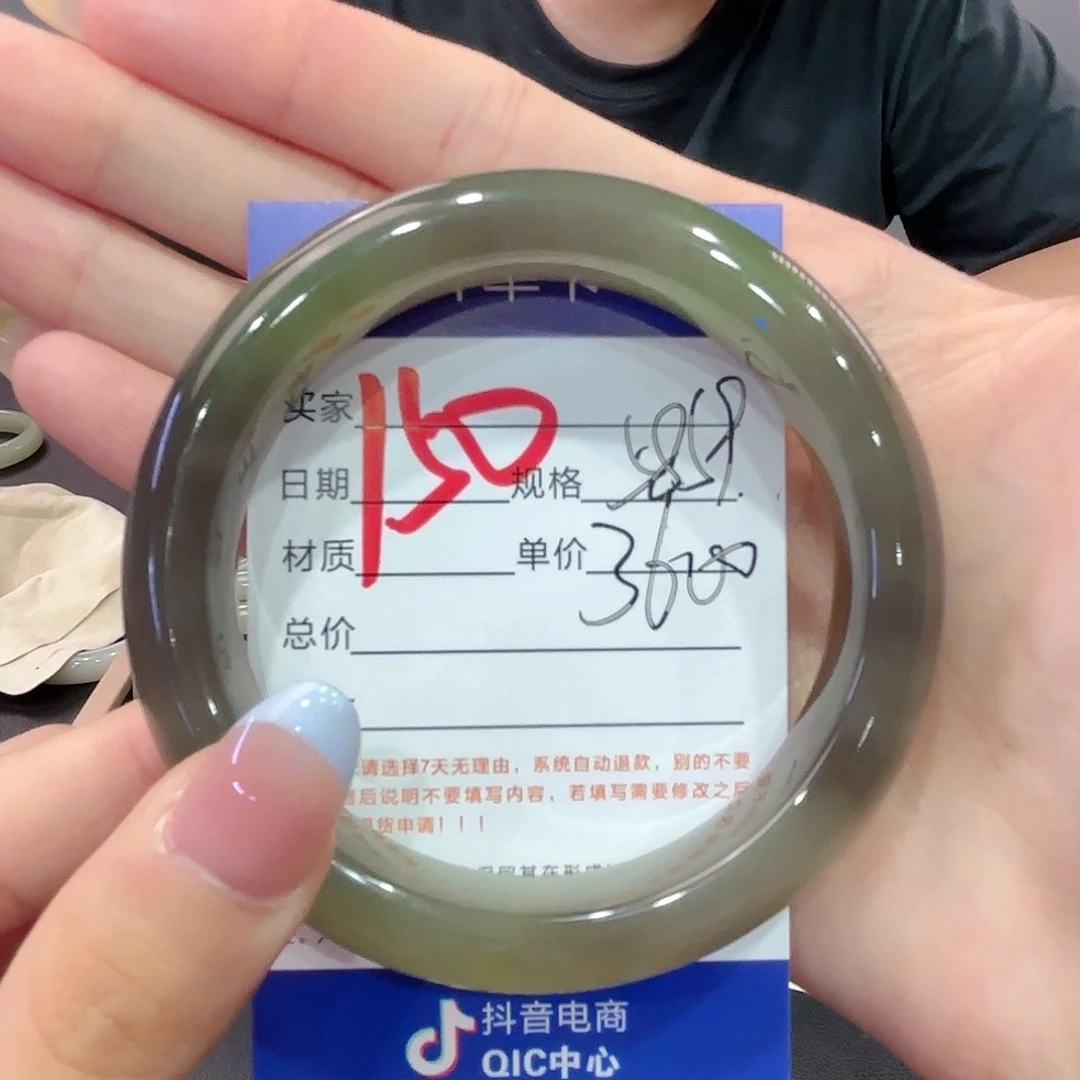 买家 150
日期 规格
材质 单价 3600
总价
请选择7天无理由，系统自动退款，别的不要
后说明不要填写内容，若填写需要修改之后
货申请！！！
抖音电商
QIC中心